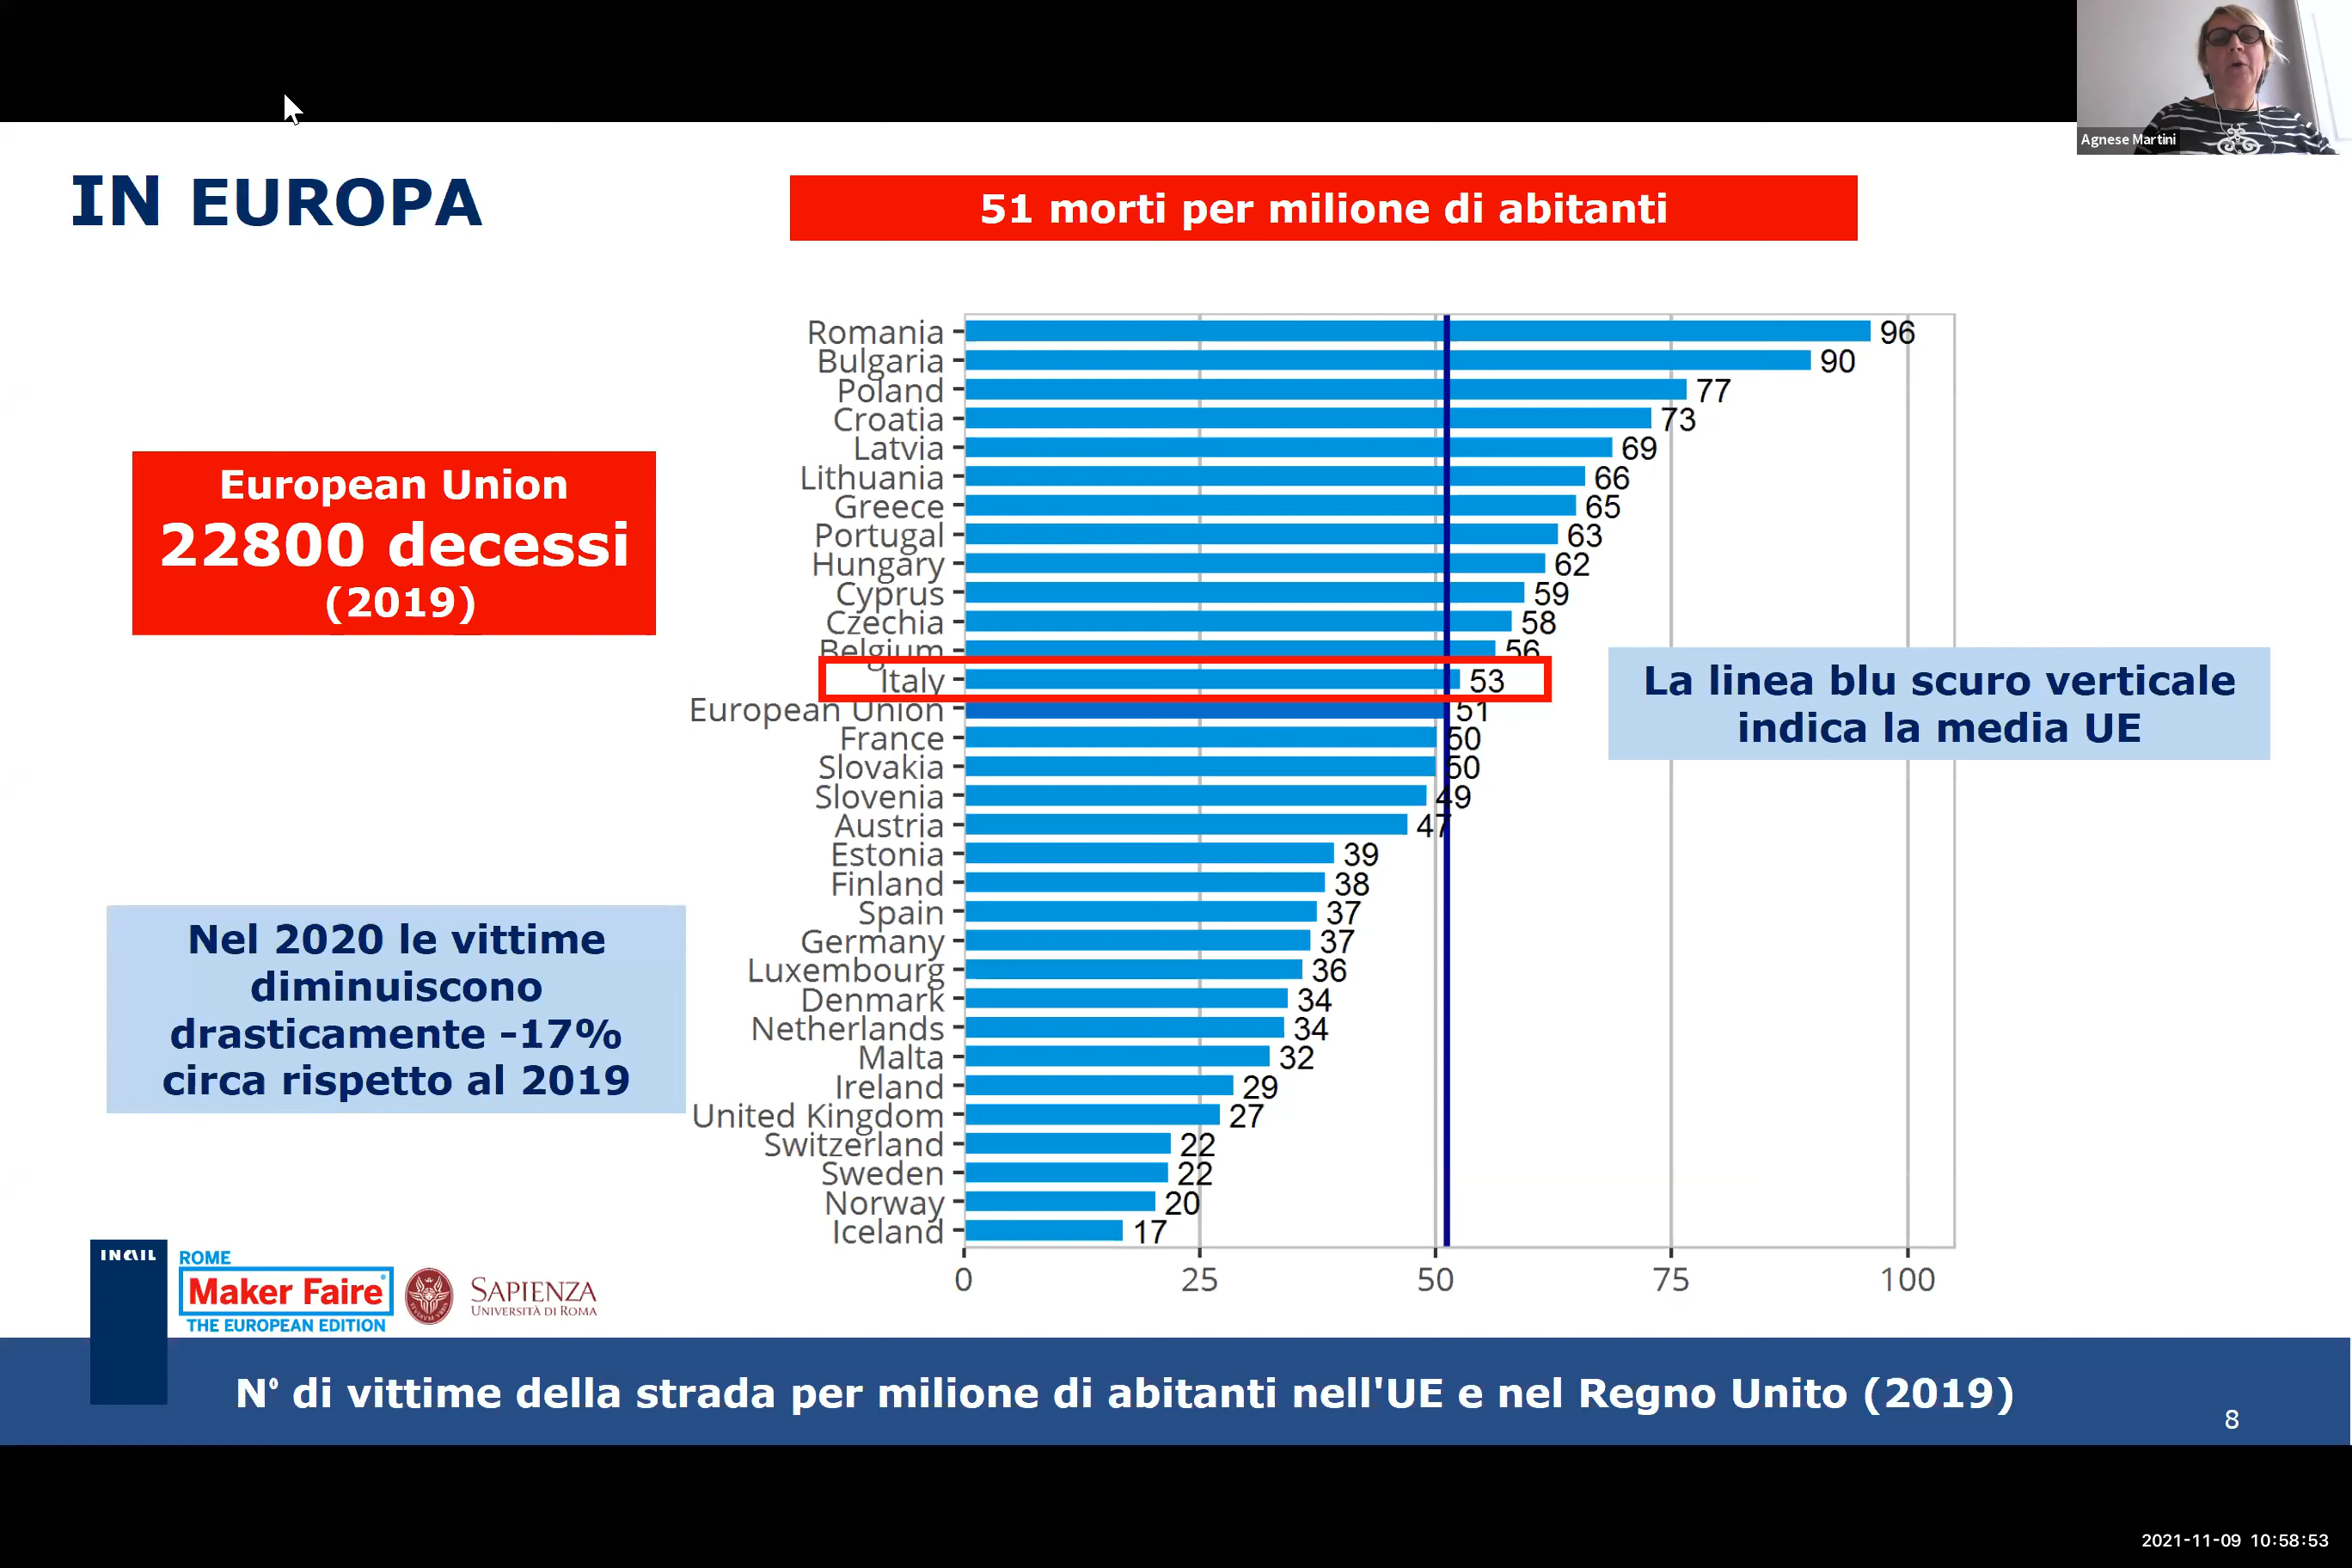 Agnese Martini
IN EUROPA
51 morti per milione di abitanti
European Union
22800 decessi
(2019)
Nel 2020 le vittime
diminuiscono
drasticamente -17%
circa rispetto al 2019
Romania 96
Bulgaria 90
Poland 77
Croatia 73
Latvia 69
Lithuania 66
Greece 65
Portugal 63
Hungary 62
Cyprus 59
Czechia 58
Belgium 56
Italy 53
European Union 51
France 50
Slovakia 50
Slovenia 49
Austria 47
Estonia 39
Finland 38
Spain 37
Germany 37
Luxembourg 36
Denmark 34
Netherlands 34
Malta 32
Ireland 29
United Kingdom 27
Switzerland 22
Sweden 22
Norway 20
Iceland 17
0 25 50 75 100
La linea blu scuro verticale
indica la media UE
INAIL
ROME
Maker Faire
THE EUROPEAN EDITION
SAPIENZA
UNIVERSITÀ DI ROMA
N° di vittime della strada per milione di abitanti nell'UE e nel Regno Unito (2019)
8
2021-11-09 10:58:53